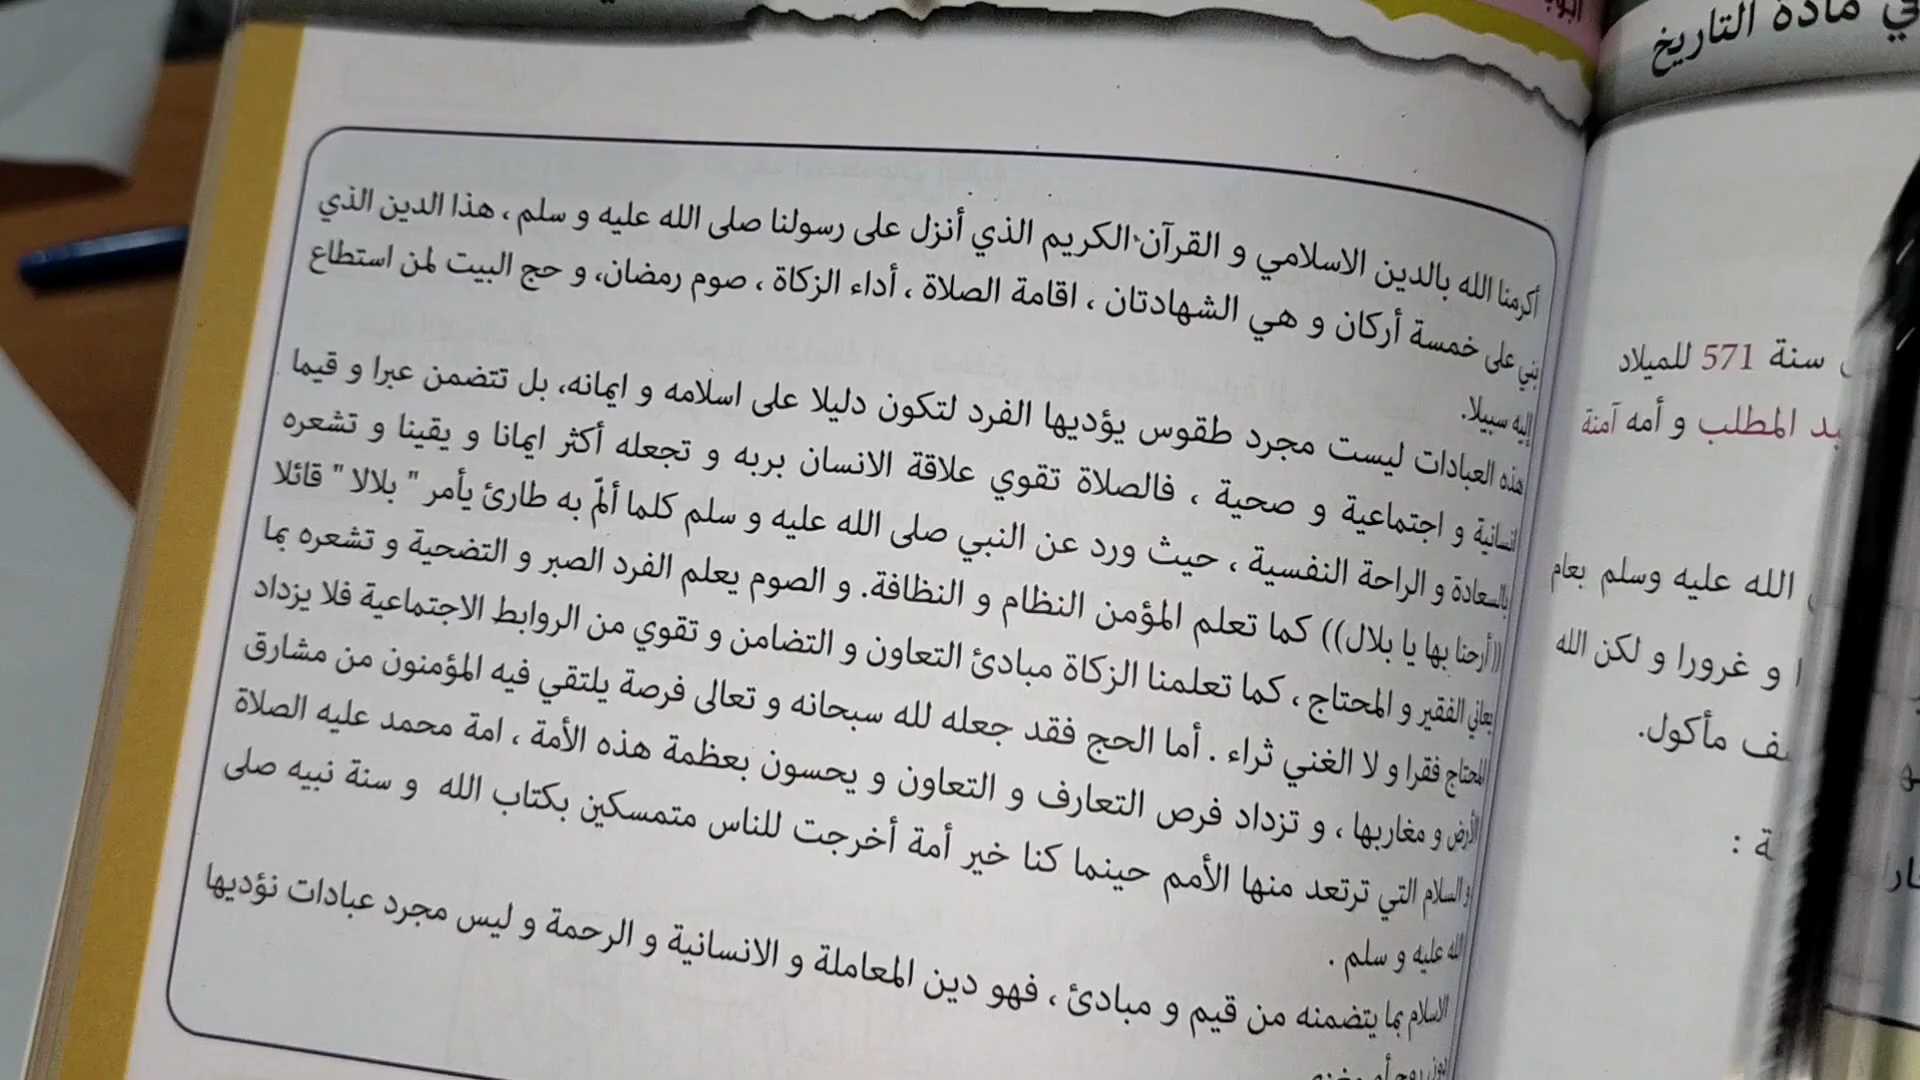 في مادة التاريخ
أكرمنا الله بالدين الاسلامي و القرآن الكريم الذي أنزل على رسولنا صلى الله عليه و سلم ، هذا الدين الذي
بني على خمسة أركان و هي الشهادتان ، اقامة الصلاة ، أداء الزكاة ، صوم رمضان، و حج البيت لمن استطاع
إليه سبيلا.
هذه العبادات ليست مجرد طقوس يؤديها الفرد لتكون دليلا على اسلامه و ايمانه، بل تتضمن عبرا و قيما
انسانية و اجتماعية و صحية ، فالصلاة تقوي علاقة الانسان بربه و تجعله أكثر ايمانا و يقينا و تشعره
بالسعادة و الراحة النفسية ، حيث ورد عن النبي صلى الله عليه و سلم كلما ألمّ به طارئ يأمر " بلالا " قائلا
((أرحنا بها يا بلال)) كما تعلم المؤمن النظام و النظافة. و الصوم يعلم الفرد الصبر و التضحية و تشعره بما
يعاني الفقير و المحتاج ، كما تعلمنا الزكاة مبادئ التعاون و التضامن و تقوي من الروابط الاجتماعية فلا يزداد
المحتاج فقرا و لا الغني ثراء . أما الحج فقد جعله لله سبحانه و تعالى فرصة يلتقي فيه المؤمنون من مشارق
الأرض و مغاربها ، و تزداد فرص التعارف و التعاون و يحسون بعظمة هذه الأمة ، امة محمد عليه الصلاة
و السلام التي ترتعد منها الأمم حينما كنا خير أمة أخرجت للناس متمسكين بكتاب الله و سنة نبيه صلى
الله عليه و سلم .
الاسلام بما يتضمنه من قيم و مبادئ ، فهو دين المعاملة و الانسانية و الرحمة و ليس مجرد عبادات نؤديها
سنة 571 للميلاد
المطلب و أمه آمنة
الله عليه وسلم بعام
و غرورا و لكن الله
مأكول.